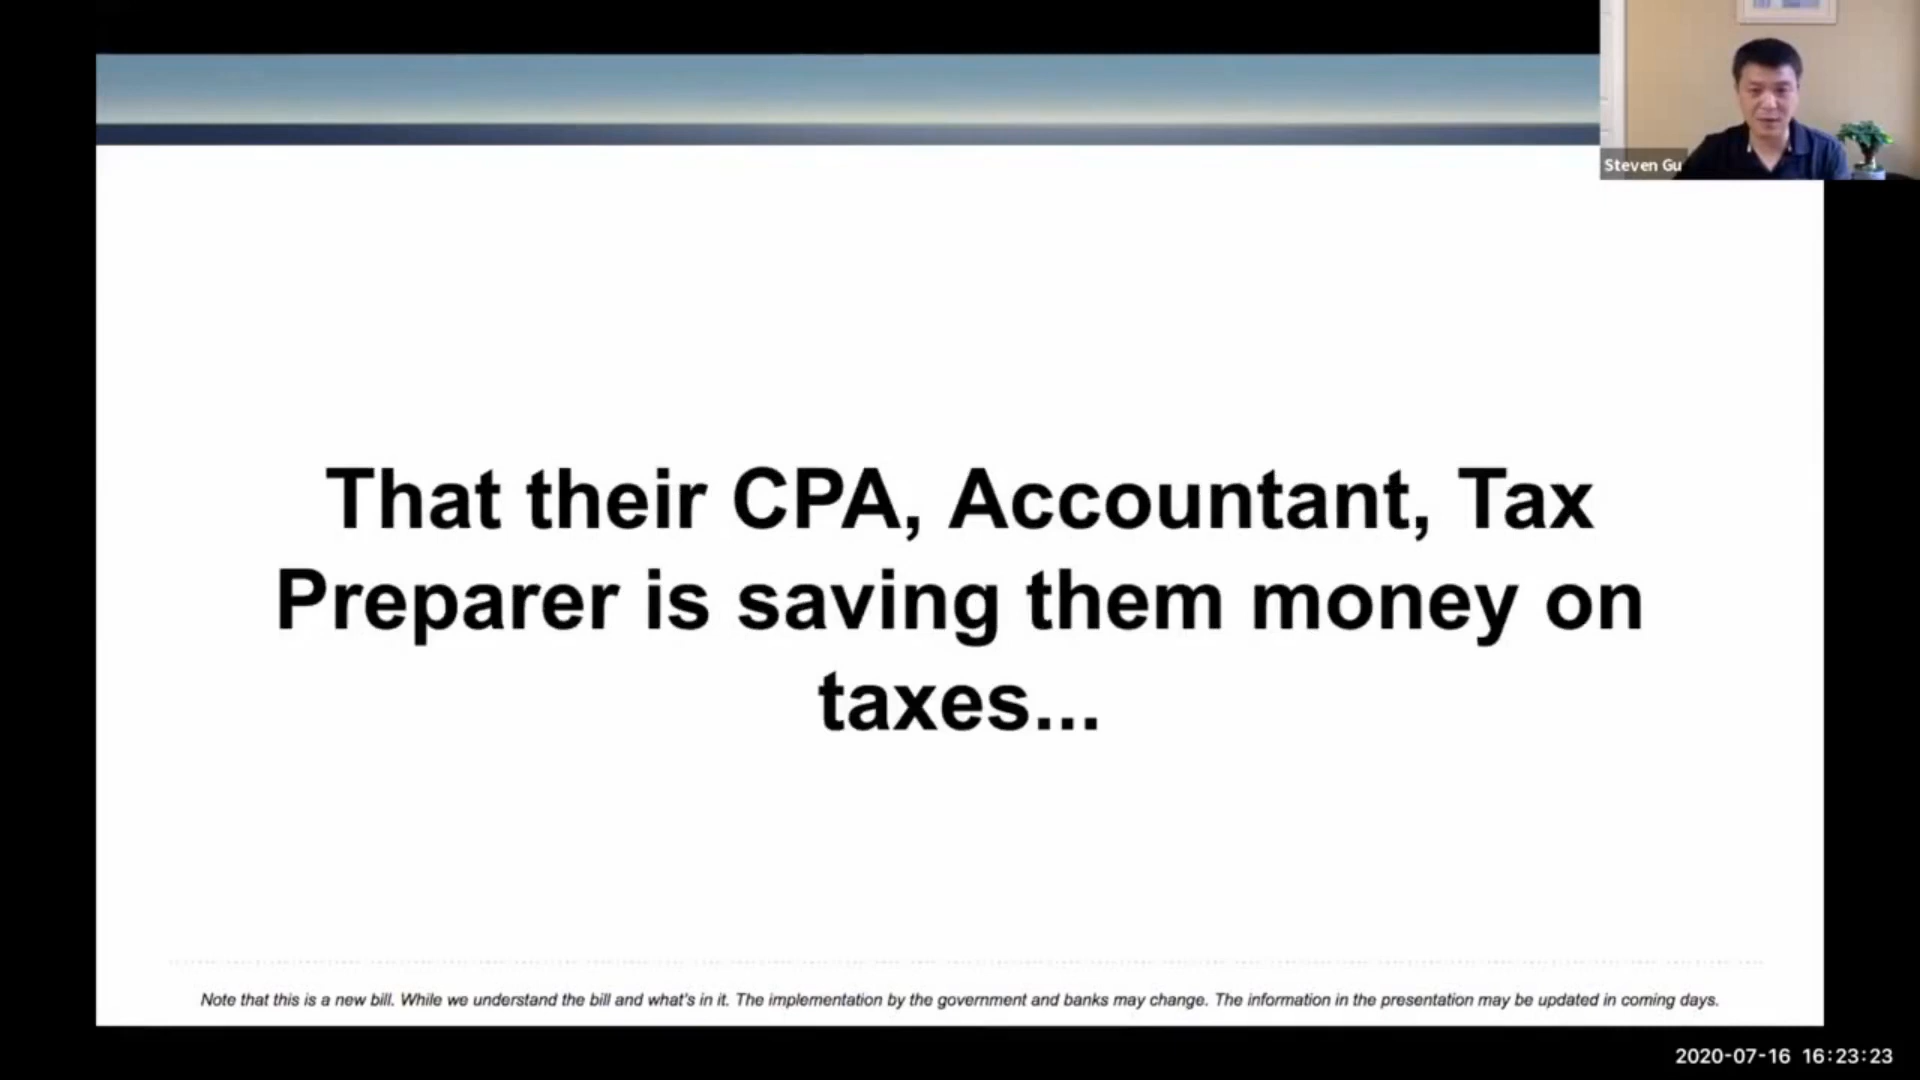 Steven Gu
That their CPA, Accountant, Tax
Preparer is saving them money on
taxes...
Note that this is a new bill. While we understand the bill and what's in it. The implementation by the government and banks may change. The information in the presentation may be updated in coming days.
2020-07-16 16:23:23